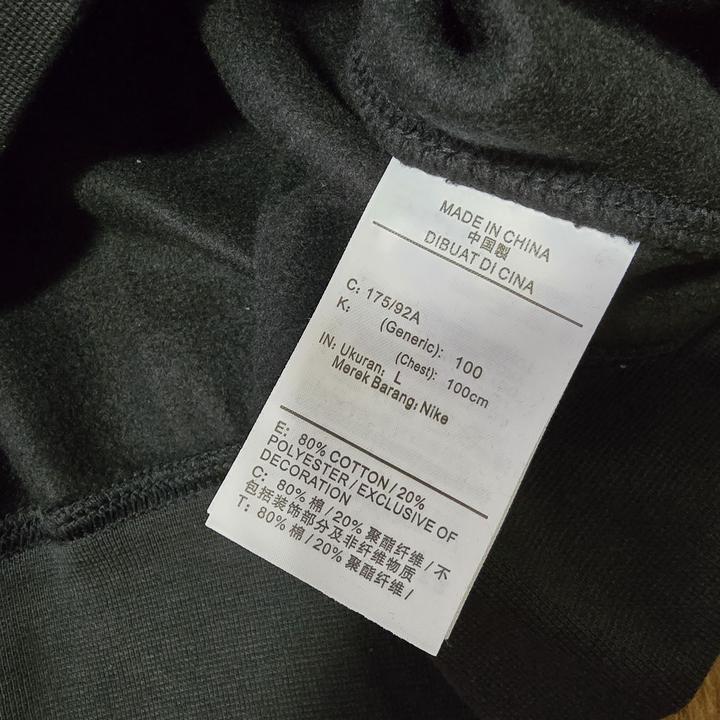 MADE IN CHINA
中国製
DIBUAT DI CINA
C: 175/92A
K:
(Generic): 100
(Chest): 100cm
IN: Ukuran: L
Merek Barang: Nike
E: 80% COTTON / 20%
POLYESTER / EXCLUSIVE OF
DECORATION
C: 80% 棉 / 20% 聚酯纤维 / 不
包括装饰部分及非纤维物质
T: 80% 棉 / 20% 聚酯纤维 /